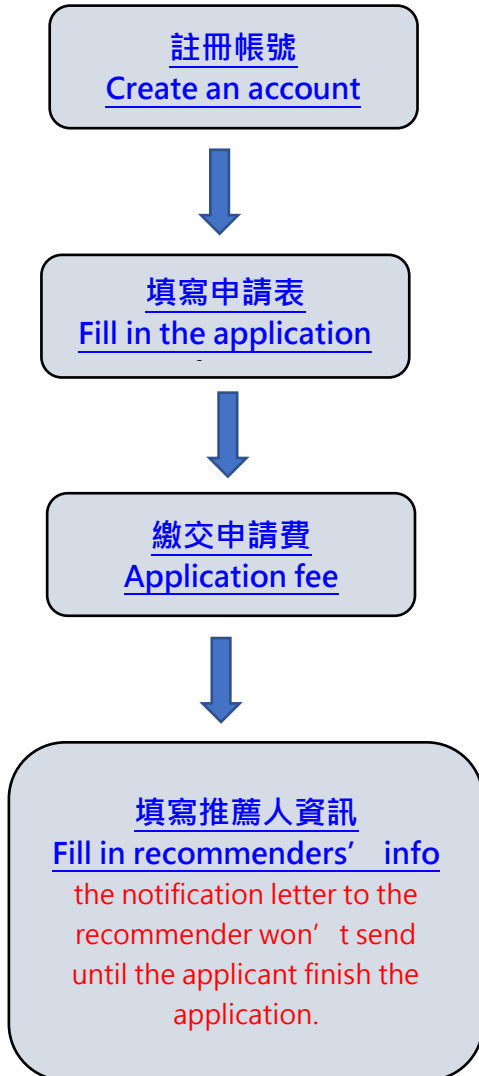 註冊帳號
Create an account
填寫申請表
Fill in the application
繳交申請費
Application fee
填寫推薦人資訊
Fill in recommenders’ info
the notification letter to the
recommender won’t send
until the applicant finish the
application.